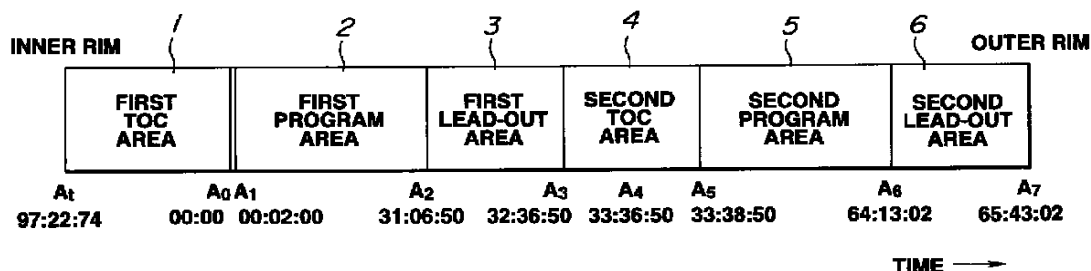 1 2 3 4 5 6
INNER RIM OUTER RIM
FIRST TOC AREA
FIRST PROGRAM AREA
FIRST LEAD-OUT AREA
SECOND TOC AREA
SECOND PROGRAM AREA
SECOND LEAD-OUT AREA
At A0 A1 A2 A3 A4 A5 A6 A7
97:22:74 00:00 00:02:00 31:06:50 32:36:50 33:36:50 33:38:50 64:13:02 65:43:02
TIME